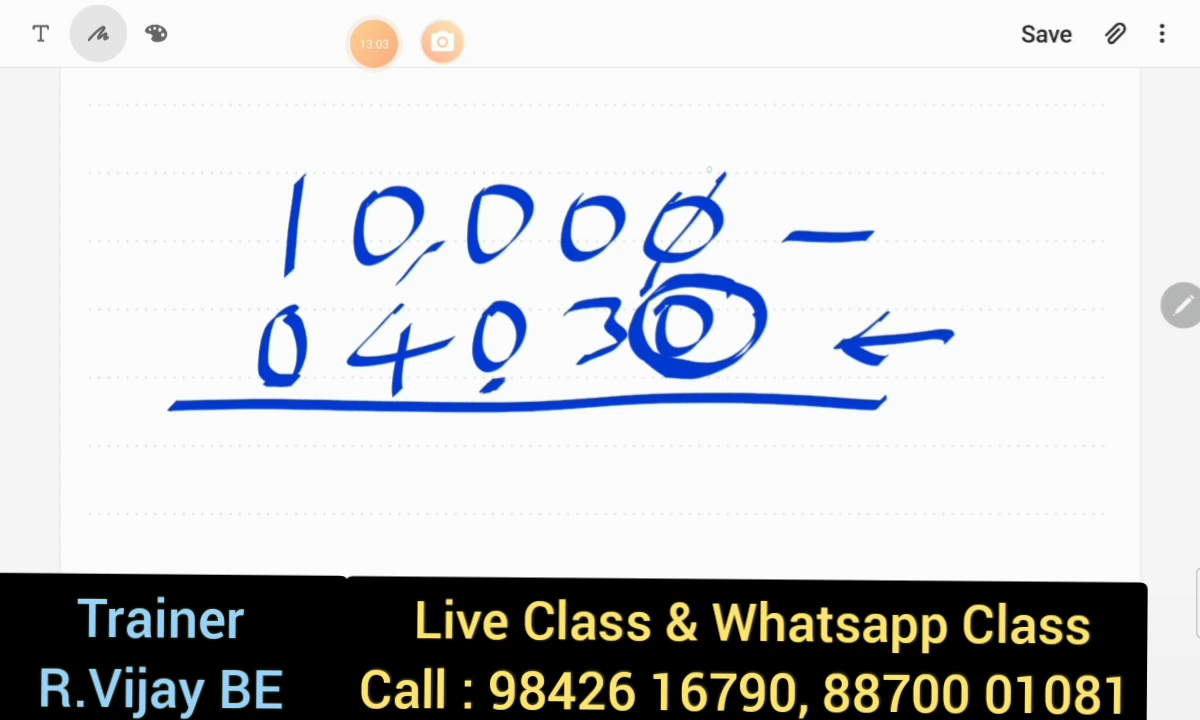 T 13:03 Save
10,000 -
04030 ←
Trainer Live Class & Whatsapp Class
R.Vijay BE Call : 98426 16790, 88700 01081